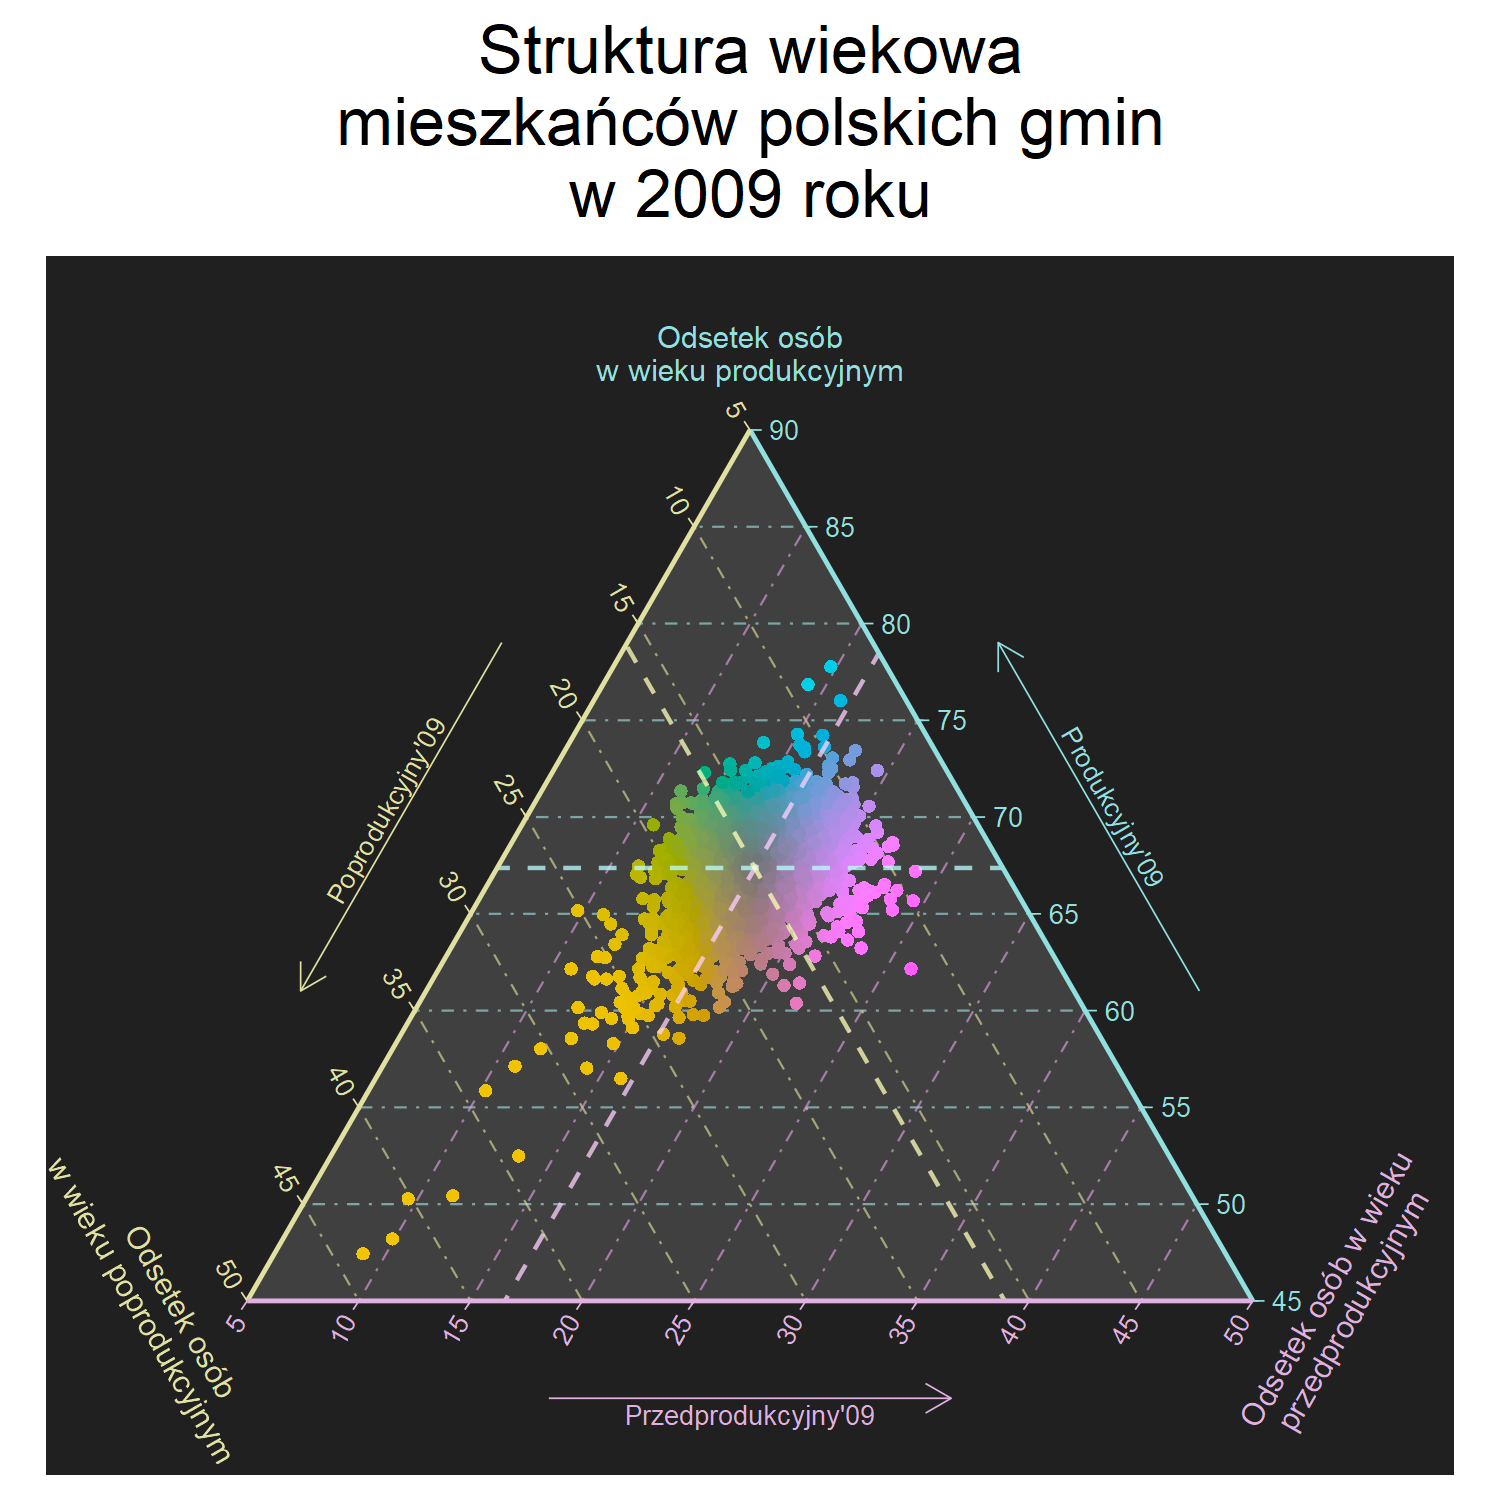 Struktura wiekowa
mieszkańców polskich gmin
w 2009 roku
Odsetek osób
w wieku produkcyjnym
5
10
15
20
25
30
35
40
45
50
90
85
80
75
70
65
60
55
50
45
Poprodukcyjny'09
Produkcyjny'09
Odsetek osób
w wieku poprodukcyjnym
5
10
15
20
25
30
35
40
45
50
Przedprodukcyjny'09
Odsetek osób w wieku
przedprodukcyjnym